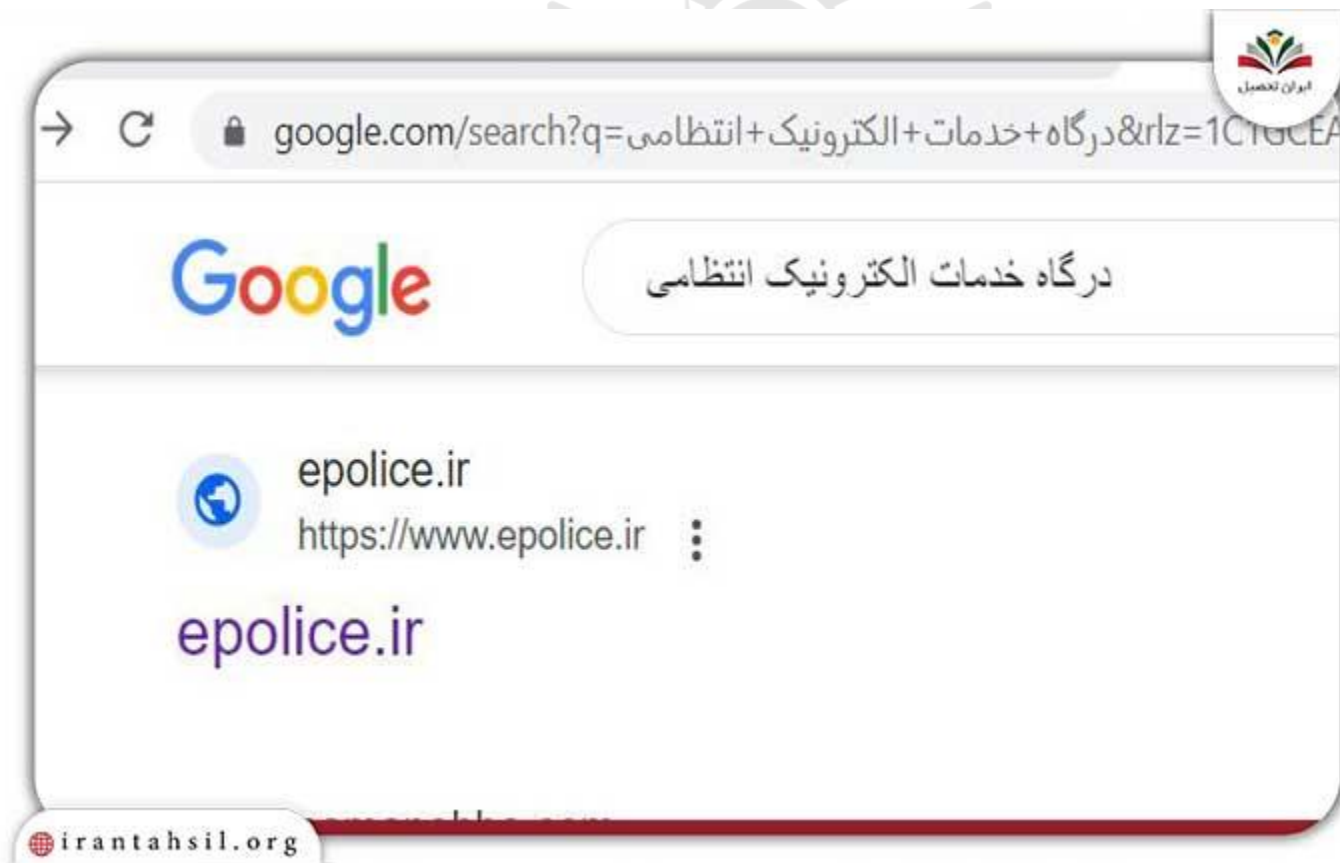 ایران تحصیل
google.com/search?q=درگاه+خدمات+الکترونیک+انتظامی&rlz=1C1GCEA
Google
درگاه خدمات الکترونیک انتظامی
epolice.ir
https://www.epolice.ir
epolice.ir
irantahsil.org